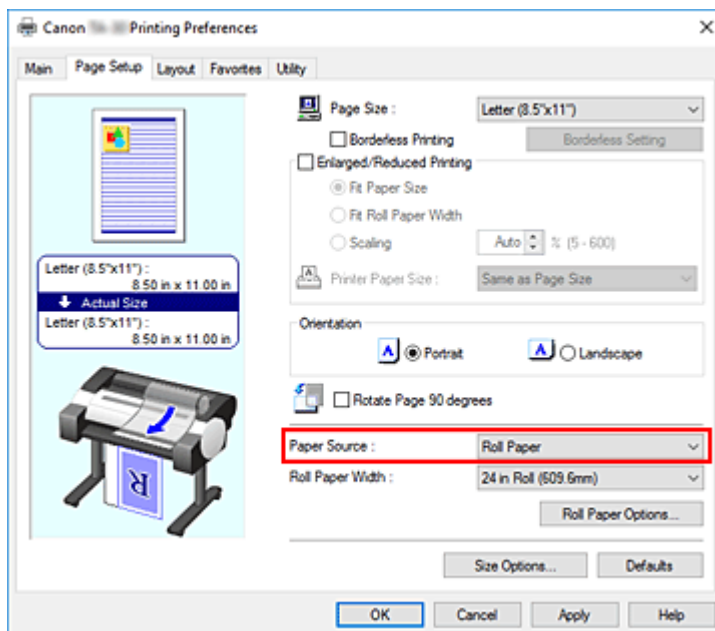 Canon Printing Preferences
Main Page Setup Layout Favorites Utility
Page Size : Letter (8.5"x11")
Borderless Printing Borderless Setting
Enlarged/Reduced Printing
Fit Paper Size
Fit Roll Paper Width
Scaling Auto % (5 - 600)
Printer Paper Size : Same as Page Size
Letter (8.5"x11") :
8.50 in x 11.00 in
Actual Size
Letter (8.5"x11") :
8.50 in x 11.00 in
Orientation
A Portrait A Landscape
Rotate Page 90 degrees
Paper Source : Roll Paper
Roll Paper Width : 24 in Roll (609.6mm)
Roll Paper Options...
R
Size Options... Defaults
OK Cancel Apply Help